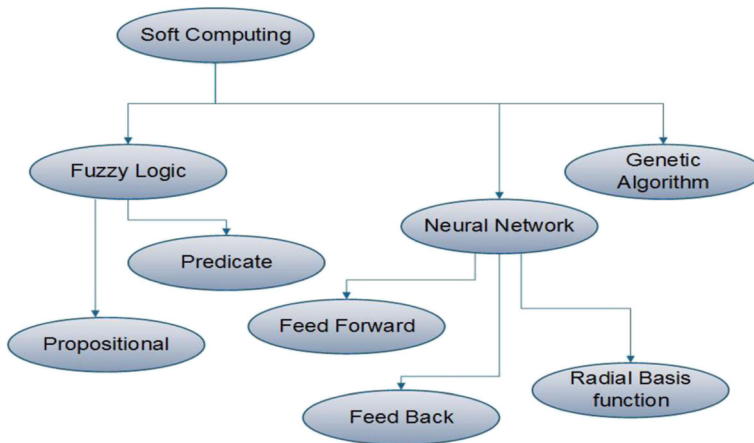 Soft Computing
Fuzzy Logic
Genetic
Algorithm
Neural Network
Predicate
Feed Forward
Propositional
Radial Basis
function
Feed Back